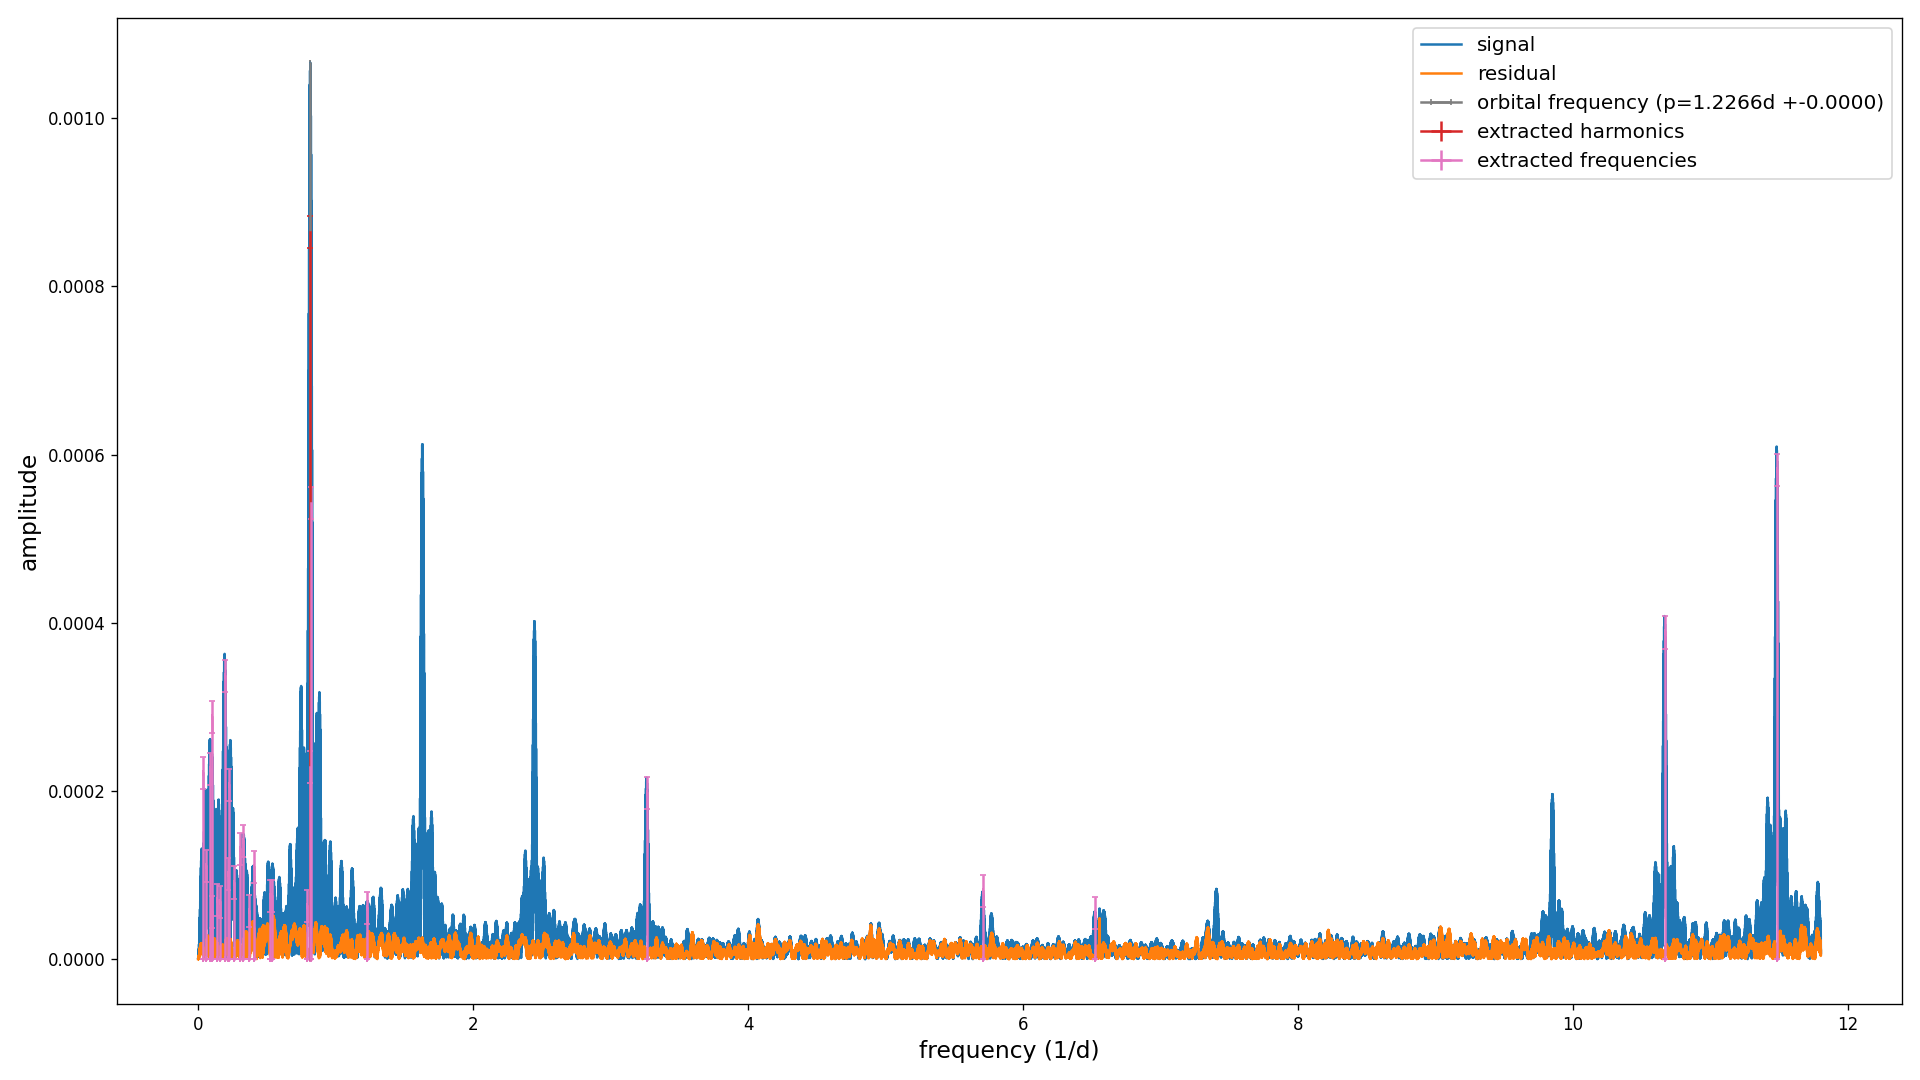 signal
residual
orbital frequency (p=1.2266d +-0.0000)
extracted harmonics
extracted frequencies
0.0010
0.0008
0.0006
0.0004
0.0002
0.0000
amplitude
0 2 4 6 8 10 12
frequency (1/d)